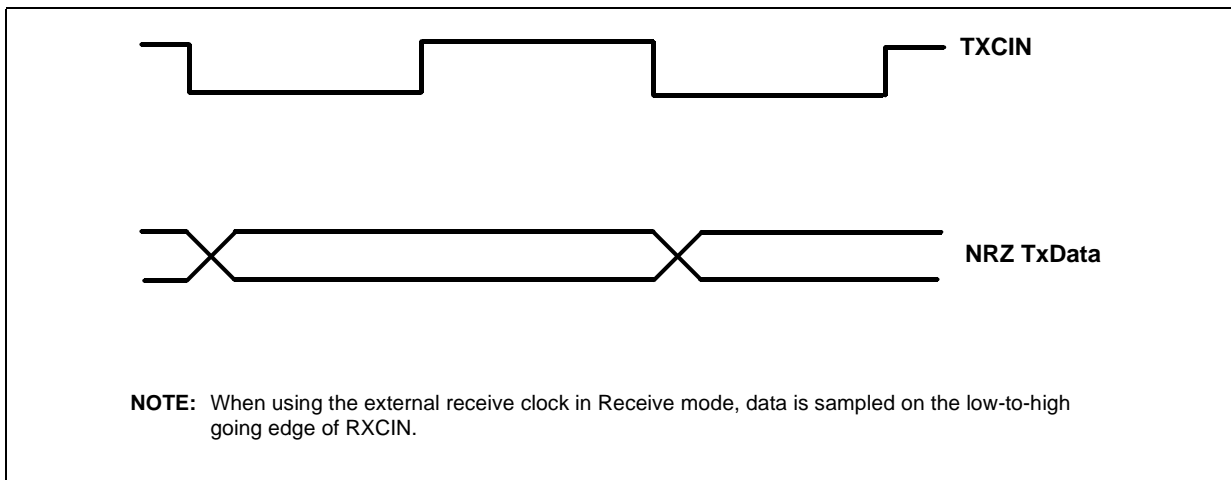 TXCIN
NRZ TxData
NOTE: When using the external receive clock in Receive mode, data is sampled on the low-to-high
going edge of RXCIN.